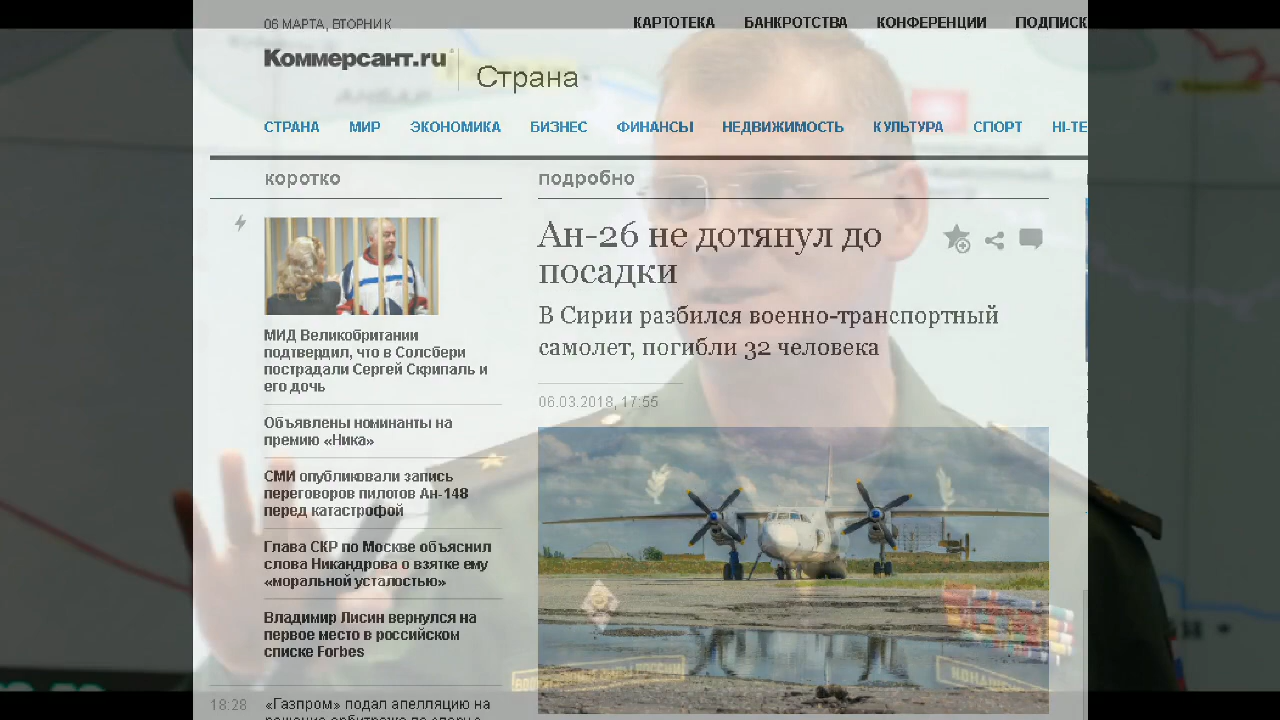 06 МАРТА, ВТОРНИК
КАРТОТЕКА БАНКРОТСТВА КОНФЕРЕНЦИИ ПОДПИСК
Коммерсантъ.ru
Страна
СТРАНА МИР ЭКОНОМИКА БИЗНЕС ФИНАНСЫ НЕДВИЖИМОСТЬ КУЛЬТУРА СПОРТ HI-TE
коротко
МИД Великобритании
подтвердил, что в Солсбери
пострадали Сергей Скрипаль и
его дочь
Объявлены номинанты на
премию «Ника»
СМИ опубликовали запись
переговоров пилотов Ан-148
перед катастрофой
Глава СКР по Москве объяснил
слова Никандрова о взятке ему
«моральной усталостью»
Владимир Лисин вернулся на
первое место в российском
списке Forbes
18:28 «Газпром» подал апелляцию на
подробно
Ан-26 не дотянул до
посадки
В Сирии разбился военно-транспортный
самолет, погибли 32 человека
06.03.2018, 17:55